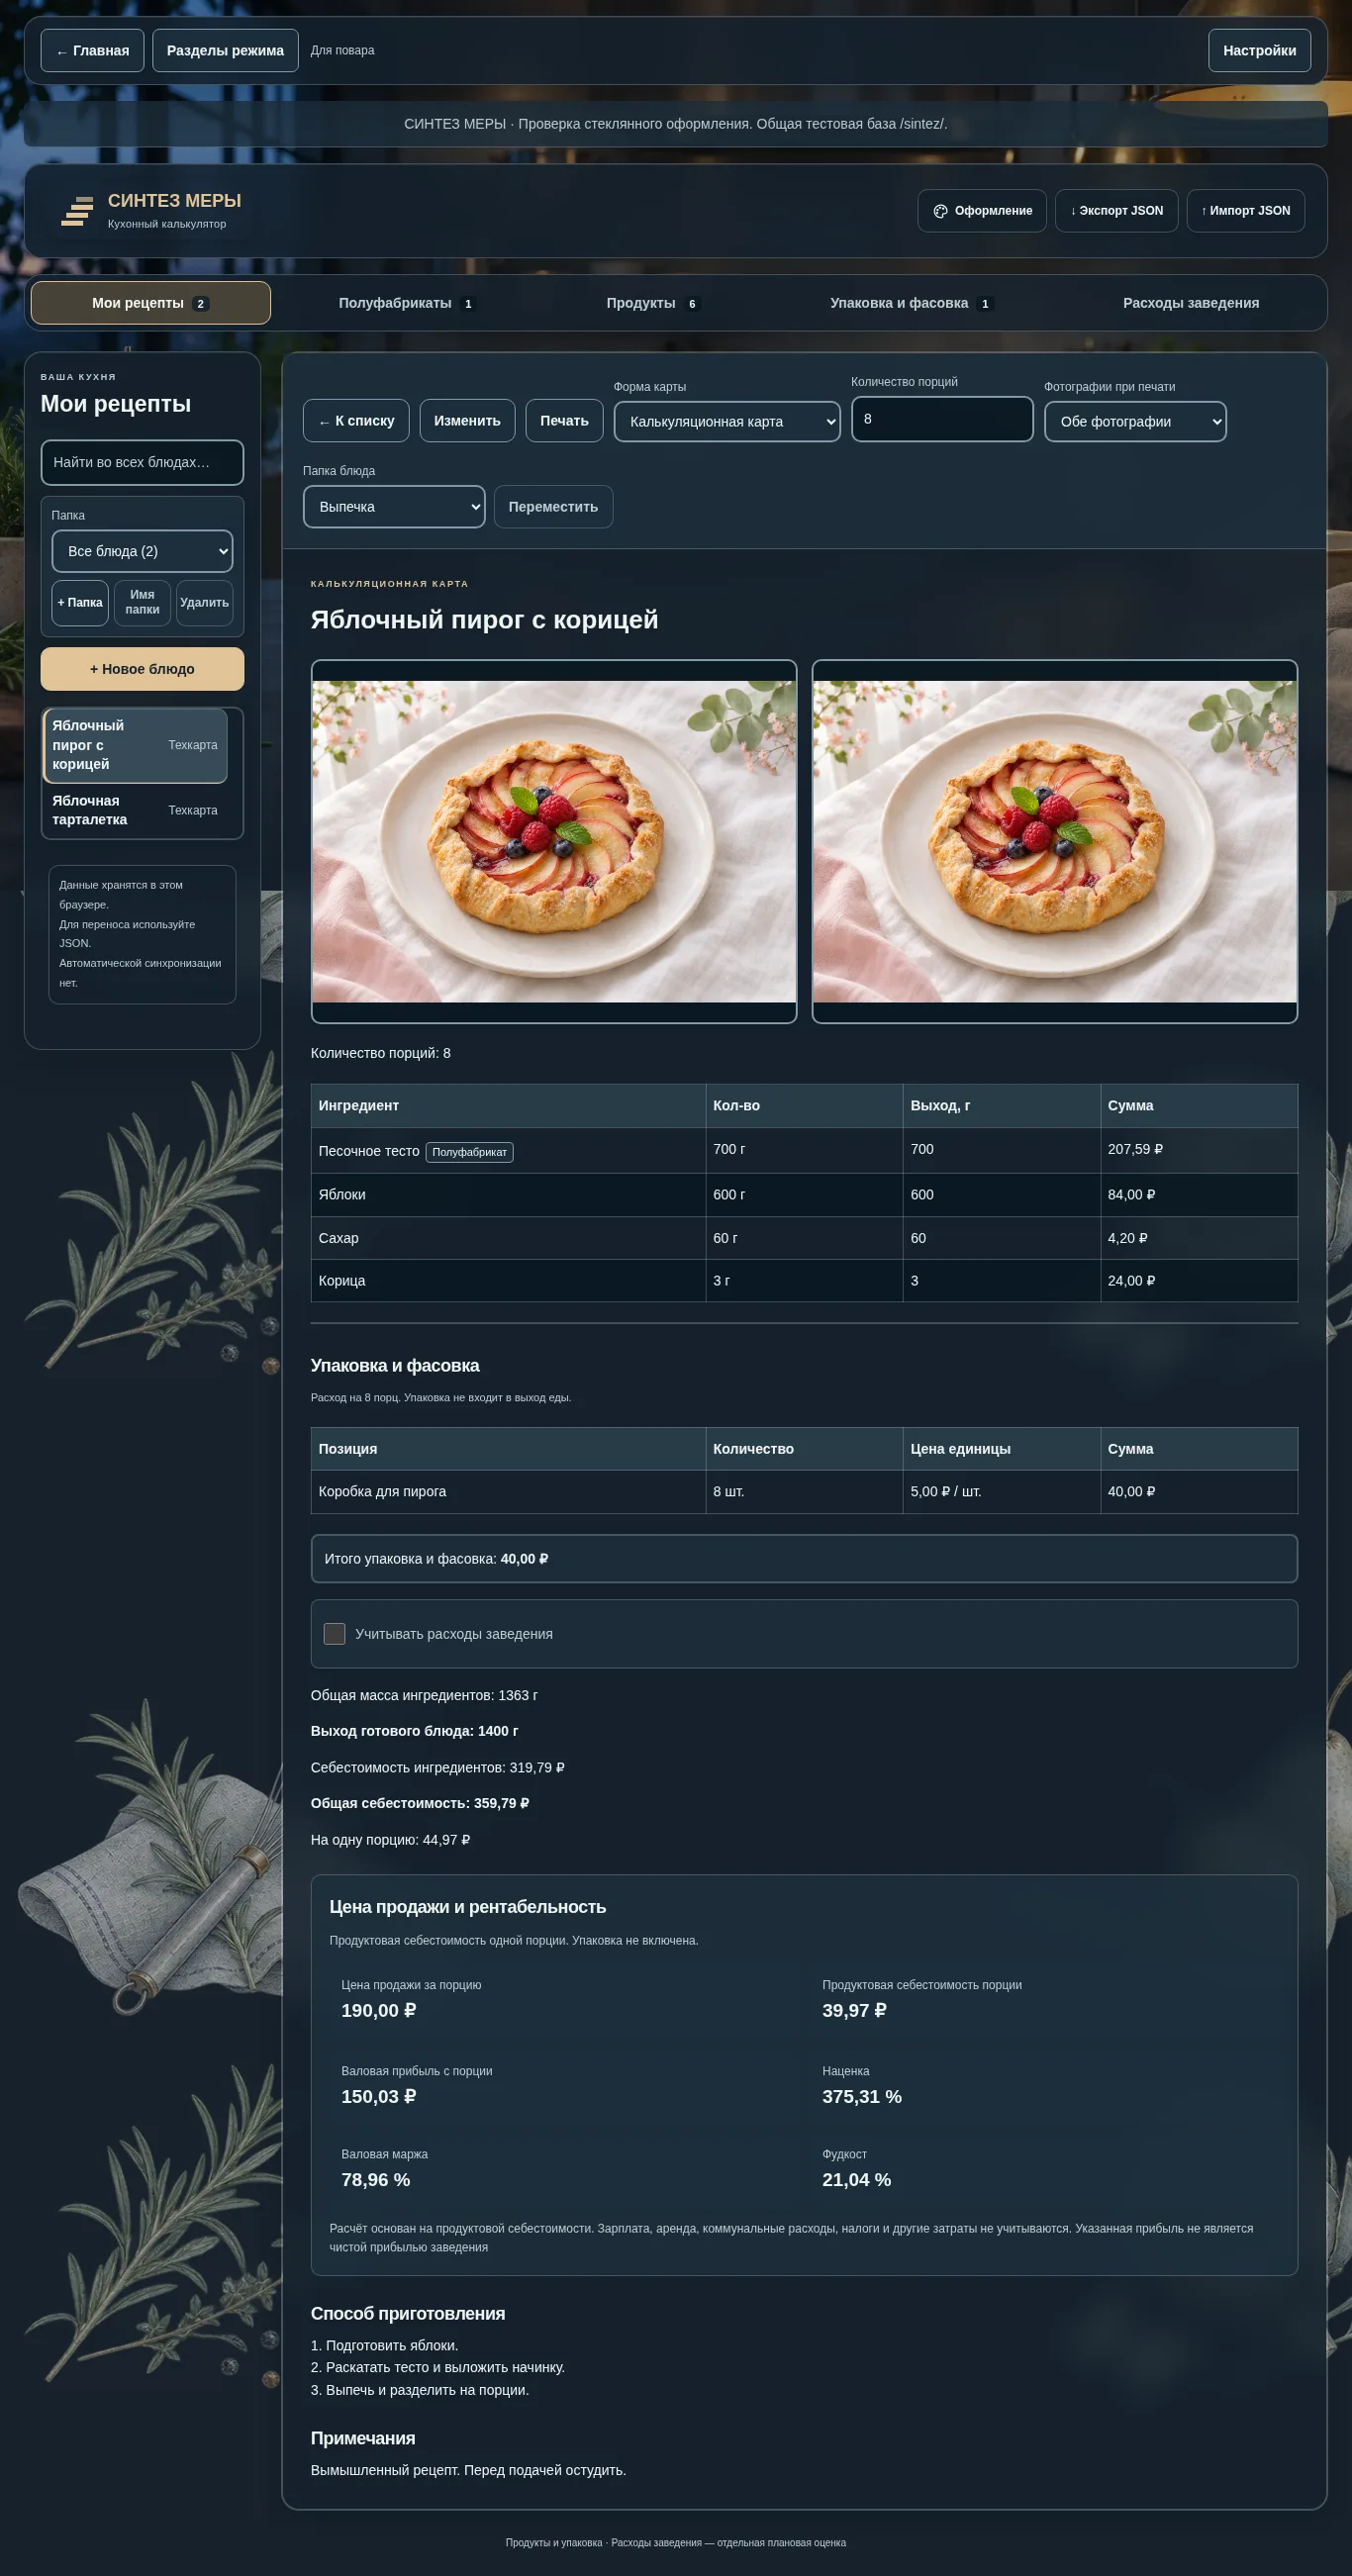 ← Главная
Разделы режима
Для повара
Настройки
СИНТЕЗ МЕРЫ · Проверка стеклянного оформления. Общая тестовая база /sintez/.
СИНТЕЗ МЕРЫ
Кухонный калькулятор
Оформление
↓ Экспорт JSON
↑ Импорт JSON
Мои рецепты 2
Полуфабрикаты 1
Продукты 6
Упаковка и фасовка 1
Расходы заведения
ВАША КУХНЯ
Мои рецепты
Найти во всех блюдах…
Папка
Все блюда (2)
+ Папка
Имя
папки
Удалить
+ Новое блюдо
Яблочный
пирог с
корицей
Техкарта
Яблочная
тарталетка
Техкарта
Данные хранятся в этом
браузере.
Для переноса используйте
JSON.
Автоматической синхронизации
нет.
← К списку
Изменить
Печать
Форма карты
Калькуляционная карта
Количество порций
8
Фотографии при печати
Обе фотографии
Папка блюда
Выпечка
Переместить
КАЛЬКУЛЯЦИОННАЯ КАРТА
Яблочный пирог с корицей
Количество порций: 8
Ингредиент Кол-во Выход, г Сумма
Песочное тесто Полуфабрикат 700 г 700 207,59 ₽
Яблоки 600 г 600 84,00 ₽
Сахар 60 г 60 4,20 ₽
Корица 3 г 3 24,00 ₽
Упаковка и фасовка
Расход на 8 порц. Упаковка не входит в выход еды.
Позиция Количество Цена единицы Сумма
Коробка для пирога 8 шт. 5,00 ₽ / шт. 40,00 ₽
Итого упаковка и фасовка: 40,00 ₽
Учитывать расходы заведения
Общая масса ингредиентов: 1363 г
Выход готового блюда: 1400 г
Себестоимость ингредиентов: 319,79 ₽
Общая себестоимость: 359,79 ₽
На одну порцию: 44,97 ₽
Цена продажи и рентабельность
Продуктовая себестоимость одной порции. Упаковка не включена.
Цена продажи за порцию
190,00 ₽
Продуктовая себестоимость порции
39,97 ₽
Валовая прибыль с порции
150,03 ₽
Наценка
375,31 %
Валовая маржа
78,96 %
Фудкост
21,04 %
Расчёт основан на продуктовой себестоимости. Зарплата, аренда, коммунальные расходы, налоги и другие затраты не учитываются. Указанная прибыль не является
чистой прибылью заведения
Способ приготовления
1. Подготовить яблоки.
2. Раскатать тесто и выложить начинку.
3. Выпечь и разделить на порции.
Примечания
Вымышленный рецепт. Перед подачей остудить.
Продукты и упаковка · Расходы заведения — отдельная плановая оценка